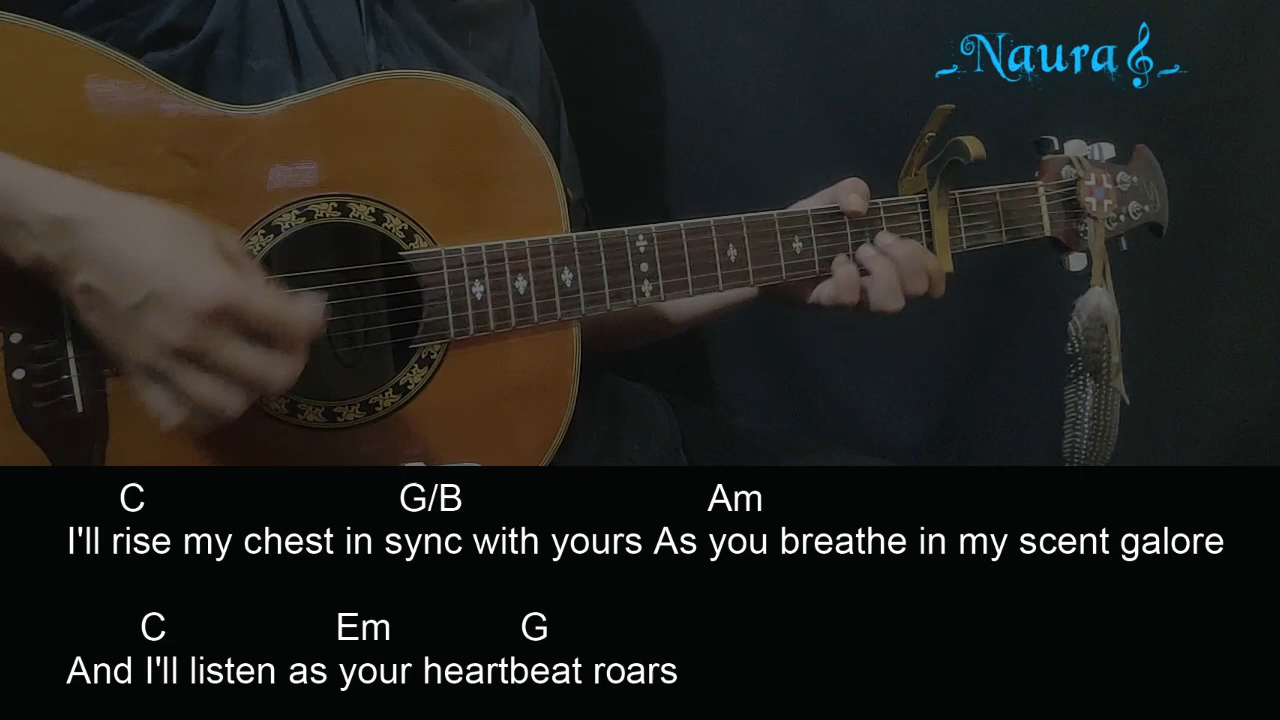 Naura
C G/B Am
I'll rise my chest in sync with yours As you breathe in my scent galore
C Em G
And I'll listen as your heartbeat roars